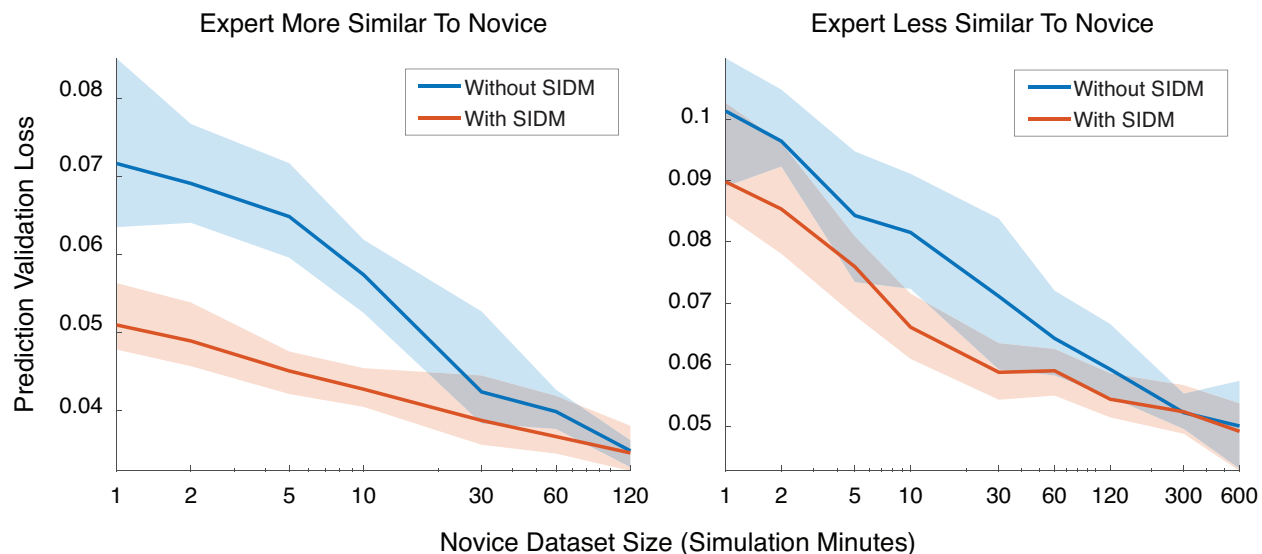 Expert More Similar To Novice
Expert Less Similar To Novice
Prediction Validation Loss
0.08
0.07
0.06
0.05
0.04
Without SIDM
With SIDM
1 2 5 10 30 60 120
0.1
0.09
0.08
0.07
0.06
0.05
Without SIDM
With SIDM
1 2 5 10 30 60 120 300 600
Novice Dataset Size (Simulation Minutes)